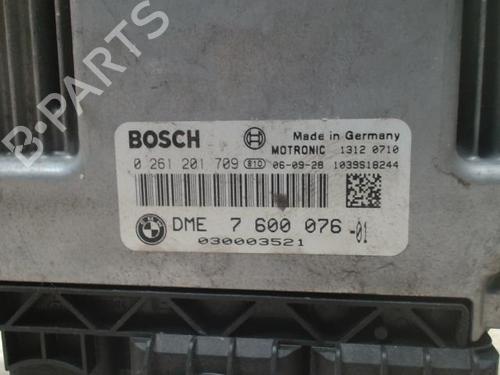 BOSCH Made in Germany
MOTRONIC 1312 0710
0 261 201 709 810 06-09-28 1039S18244
BMW DME 7 600 076 -01
030003521
B-PARTS